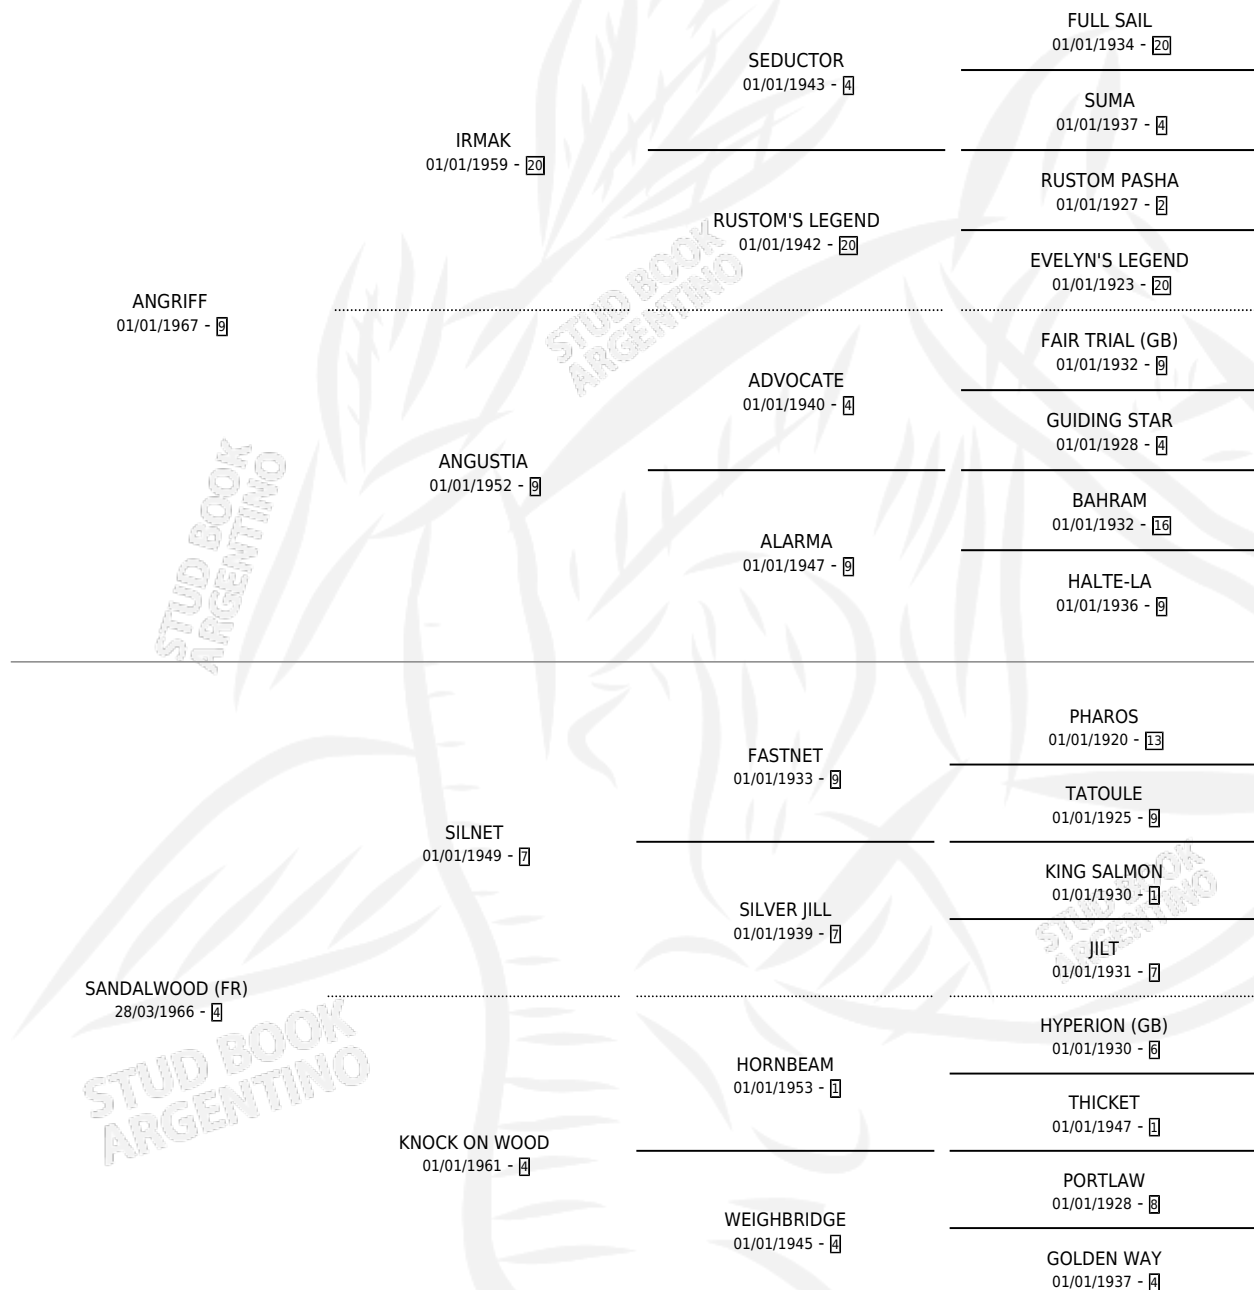 FULL SAIL
01/01/1934 - 20
SEDUCTOR
01/01/1943 - 4
SUMA
01/01/1937 - 4
IRMAK
01/01/1959 - 20
RUSTOM PASHA
01/01/1927 - 2
RUSTOM'S LEGEND
01/01/1942 - 20
EVELYN'S LEGEND
01/01/1923 - 20
ANGRIFF
01/01/1967 - 9
FAIR TRIAL (GB)
01/01/1932 - 9
ADVOCATE
01/01/1940 - 4
GUIDING STAR
01/01/1928 - 4
ANGUSTIA
01/01/1952 - 9
BAHRAM
01/01/1932 - 16
ALARMA
01/01/1947 - 9
HALTE-LA
01/01/1936 - 9
PHAROS
01/01/1920 - 13
FASTNET
01/01/1933 - 9
TATOULE
01/01/1925 - 9
SILNET
01/01/1949 - 7
KING SALMON
01/01/1930 - 1
SILVER JILL
01/01/1939 - 7
JILT
01/01/1931 - 7
SANDALWOOD (FR)
28/03/1966 - 4
HYPERION (GB)
01/01/1930 - 6
HORNBEAM
01/01/1953 - 1
THICKET
01/01/1947 - 1
KNOCK ON WOOD
01/01/1961 - 4
PORTLAW
01/01/1928 - 8
WEIGHBRIDGE
01/01/1945 - 4
GOLDEN WAY
01/01/1937 - 4
STUD BOOK
ARGENTINO
STUD BOOK
ARGENTINO
STUD BOOK
ARGENTINO
STUD BOOK
ARGENTINO